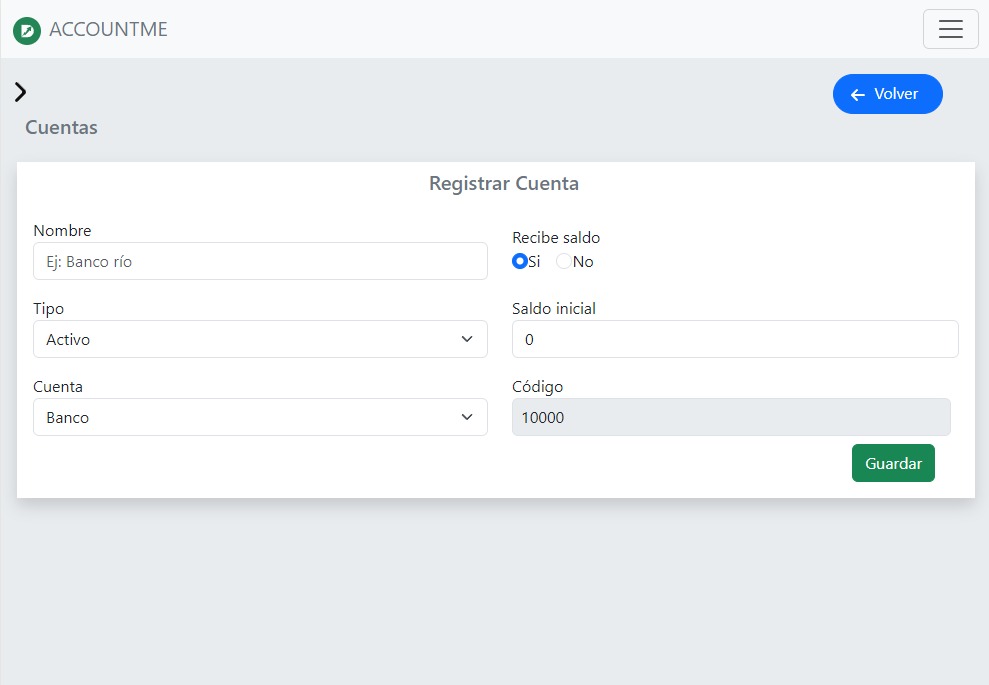 ACCOUNTME
Volver
Cuentas
Registrar Cuenta
Nombre
Ej: Banco río
Recibe saldo
Si No
Tipo
Activo
Saldo inicial
0
Cuenta
Banco
Código
10000
Guardar